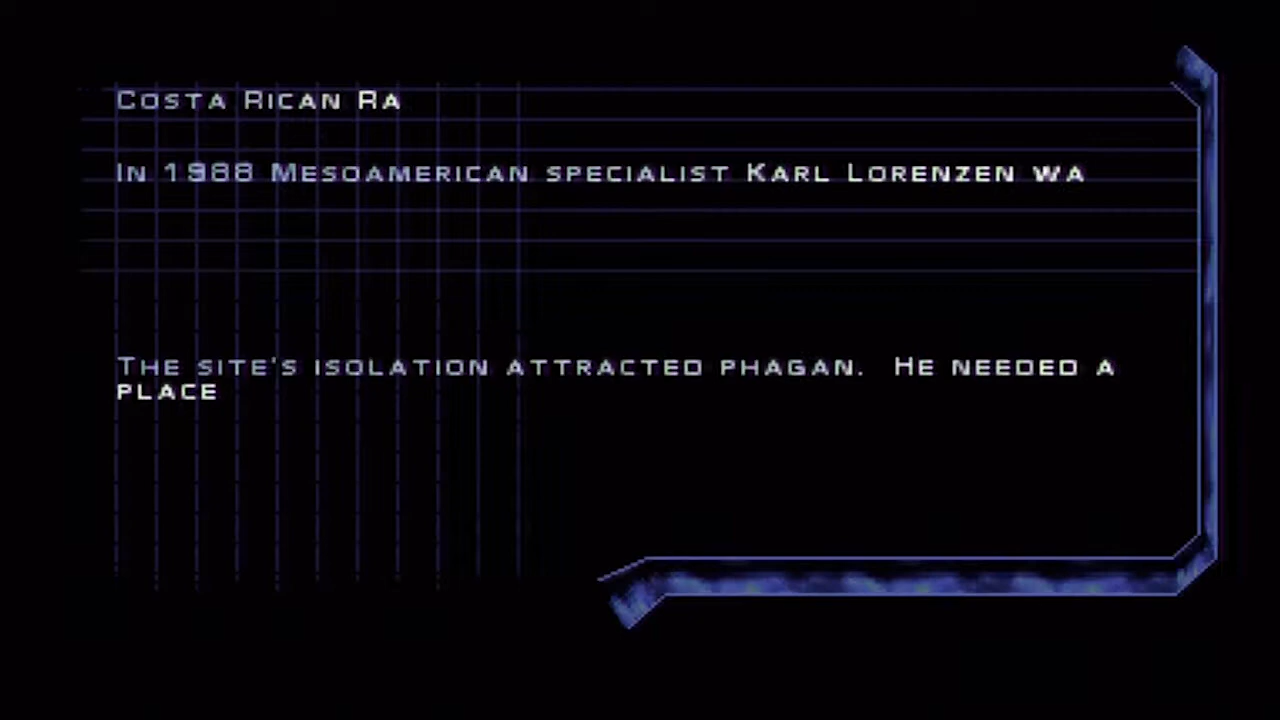 Costa Rican Ra
In 1988 Mesoamerican specialist Karl Lorenzen wa
The site's isolation attracted phagan.  He needed a
place